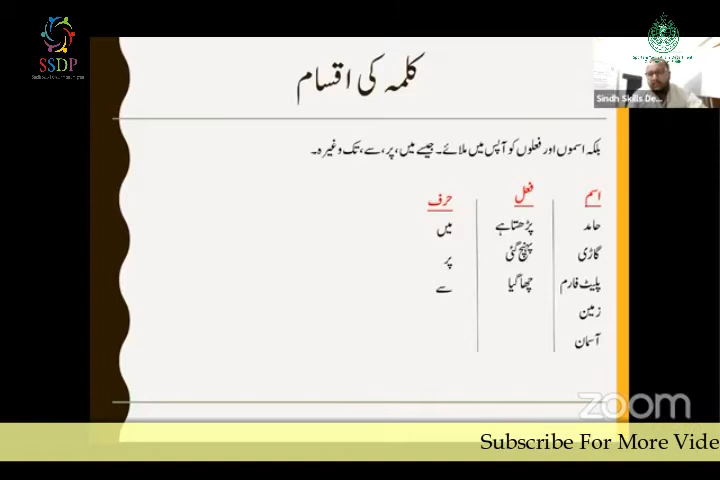 SSDP
Sindh Skills De...
کلمہ کی اقسام
بلکہ اسموں اور فعلوں کو آپس میں ملائے۔ جیسے میں، پر، سے، تک وغیرہ۔
اسم فعل حرف
حامد پڑھتا ہے میں
گاڑی پہنچ گئی پر
پلیٹ فارم چھا گیا سے
زمین
آسمان
zoom
Subscribe For More Vide